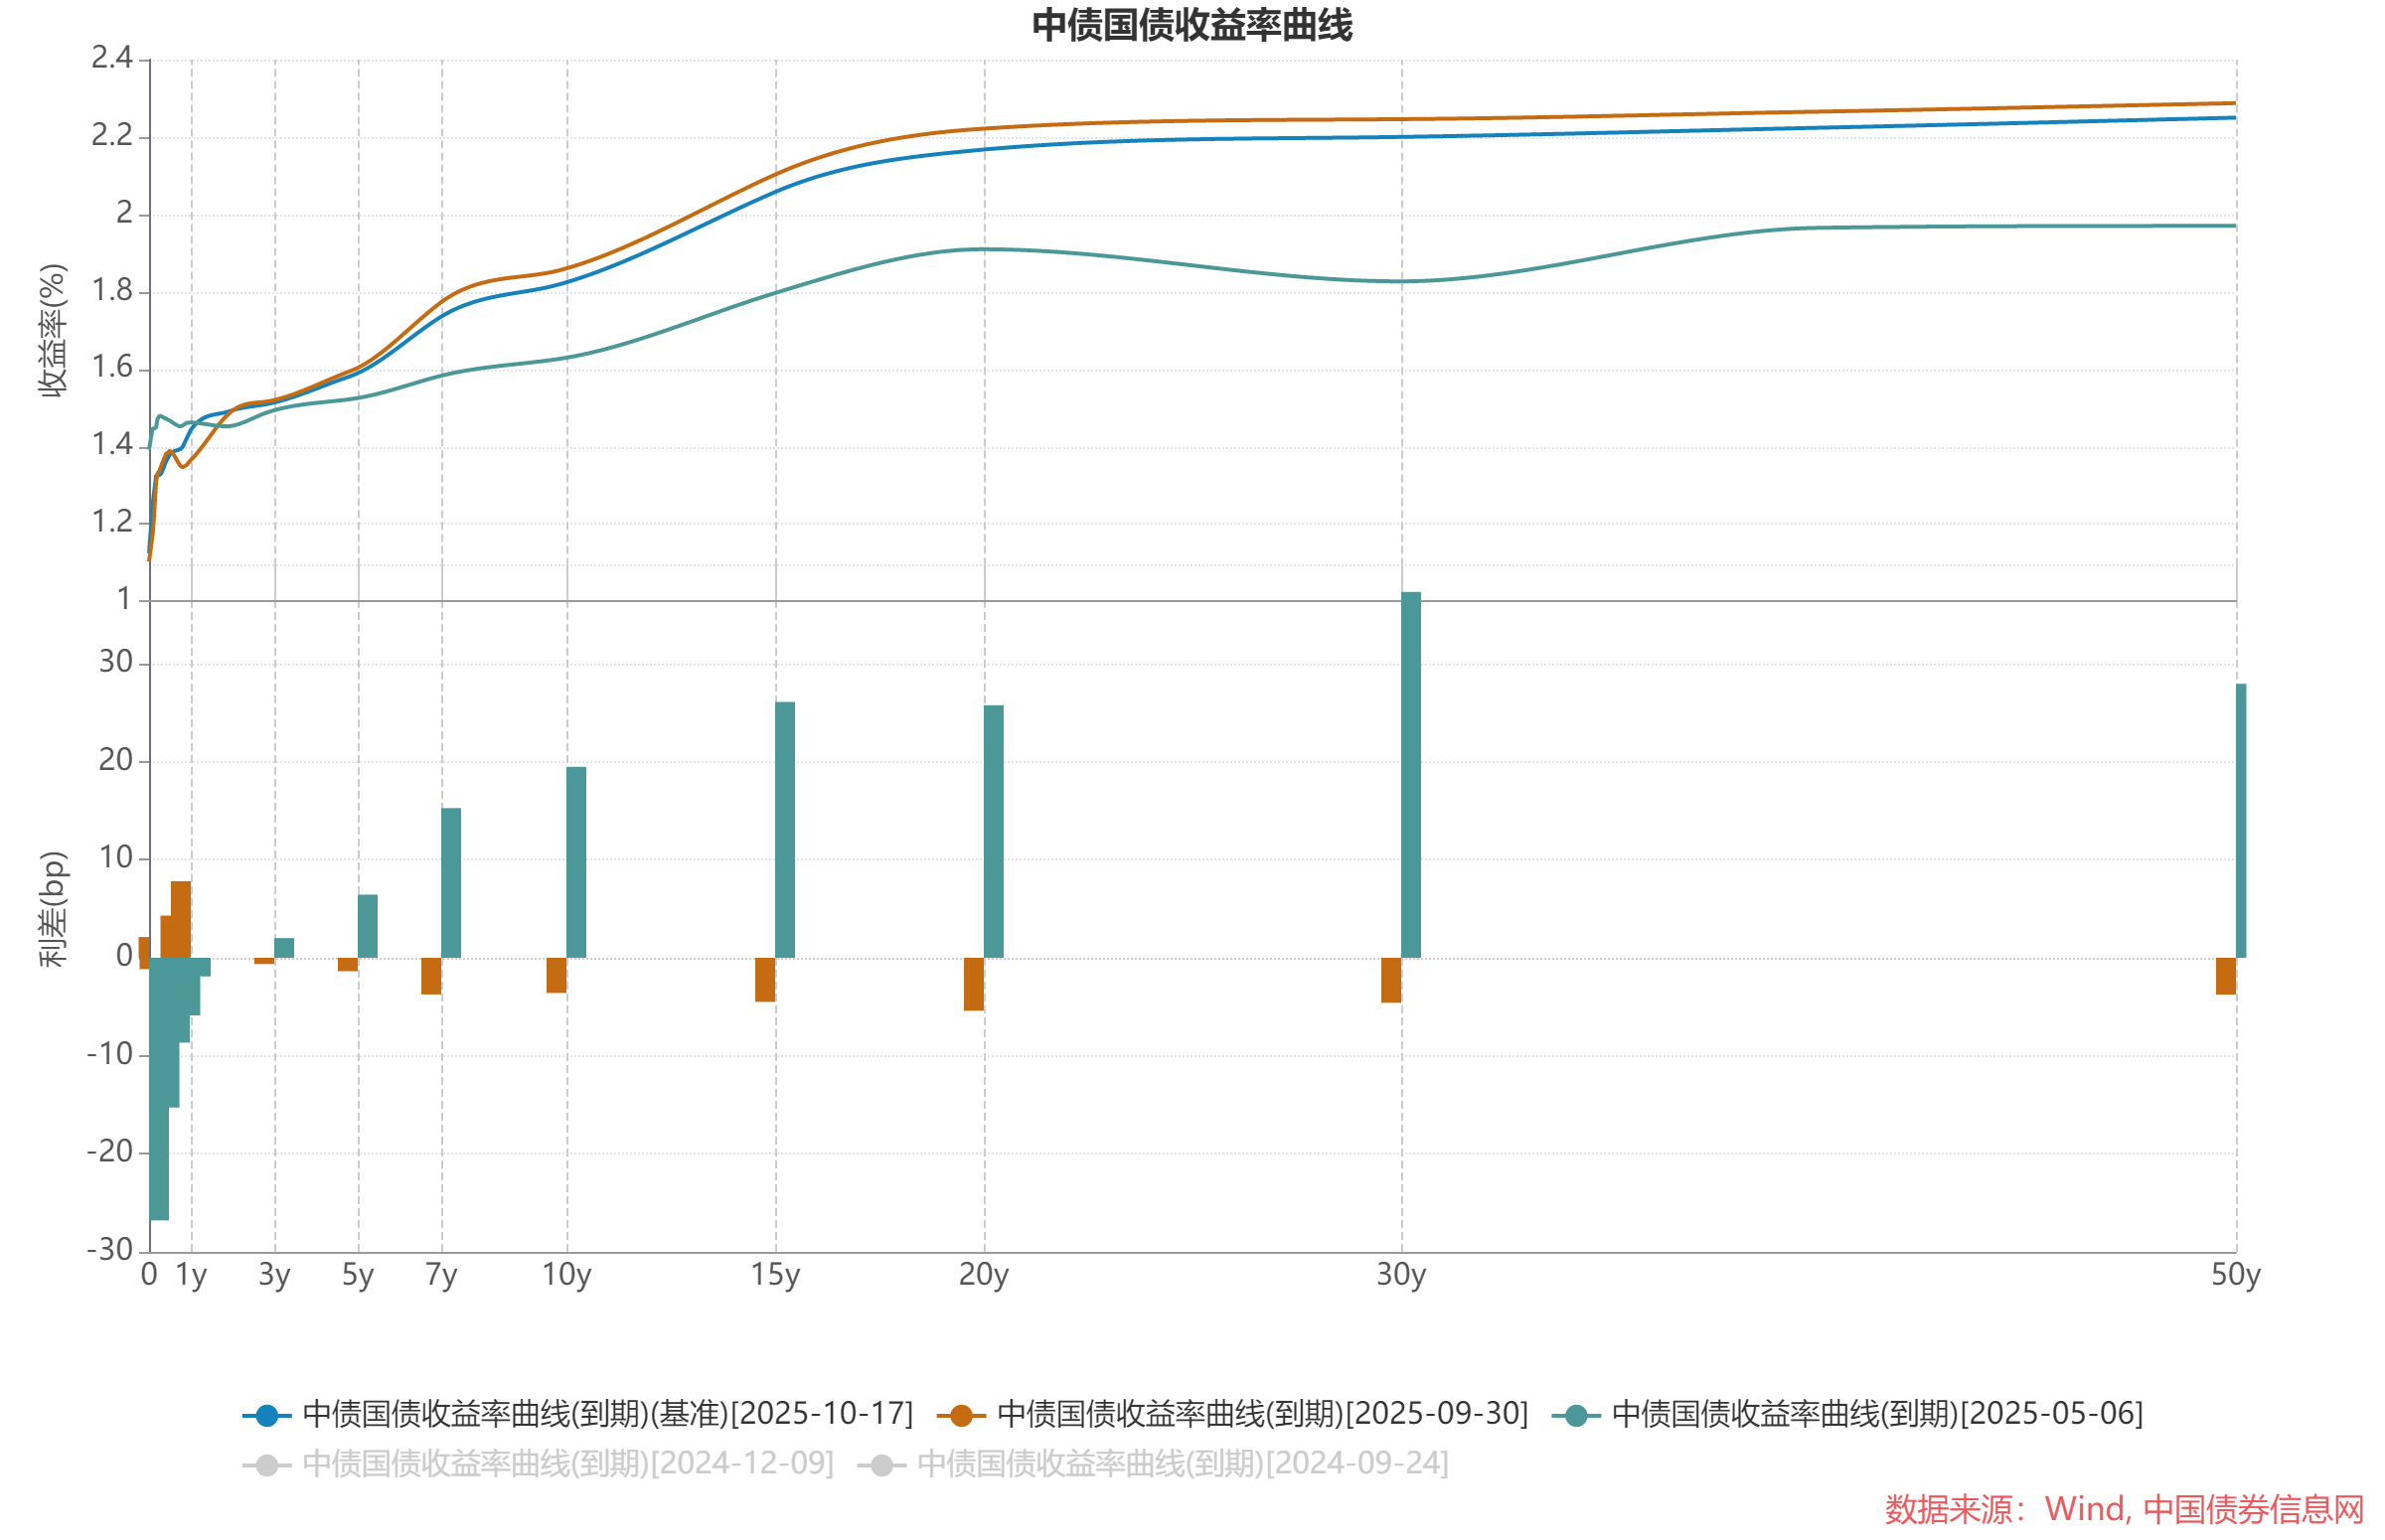 中债国债收益率曲线
收益率(%)
2.4
2.2
2
1.8
1.6
1.4
1.2
1
利差(bp)
30
20
10
0
-10
-20
-30
0 1y 3y 5y 7y 10y 15y 20y 30y 50y
中债国债收益率曲线(到期)(基准)[2025-10-17] 中债国债收益率曲线(到期)[2025-09-30] 中债国债收益率曲线(到期)[2025-05-06]
中债国债收益率曲线(到期)[2024-12-09] 中债国债收益率曲线(到期)[2024-09-24]
数据来源：Wind, 中国债券信息网